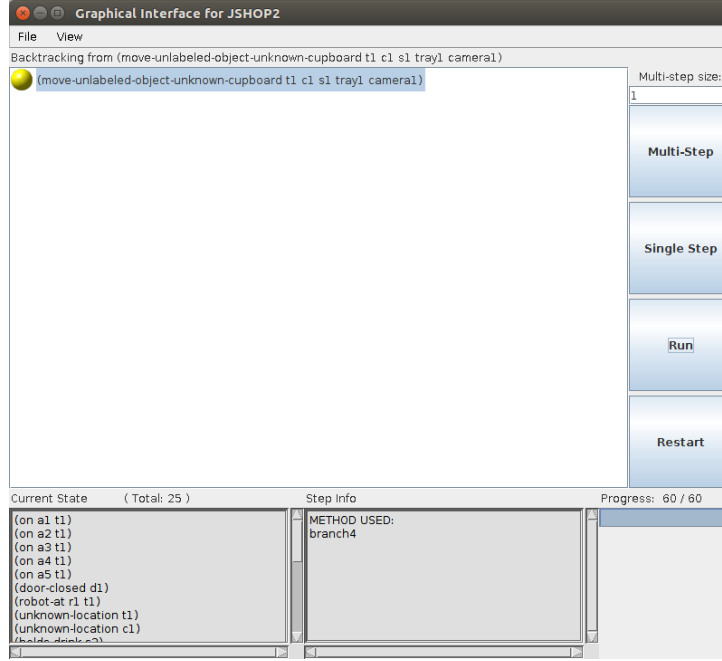 Graphical Interface for JSHOP2
File View
Backtracking from (move-unlabeled-object-unknown-cupboard t1 c1 s1 tray1 camera1)
(move-unlabeled-object-unknown-cupboard t1 c1 s1 tray1 camera1)
Multi-step size:
1
Multi-Step
Single Step
Run
Restart
Current State ( Total: 25 )
(on a1 t1)
(on a2 t1)
(on a3 t1)
(on a4 t1)
(on a5 t1)
(door-closed d1)
(robot-at r1 t1)
(unknown-location t1)
(unknown-location c1)
(holds-drink s2)
Step Info
METHOD USED:
branch4
Progress: 60 / 60